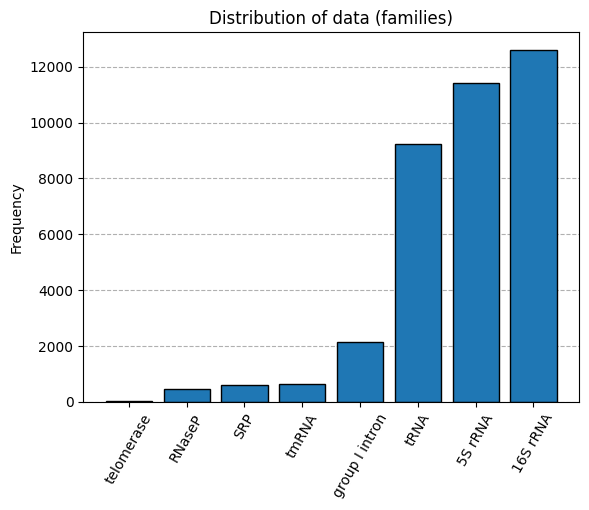 Distribution of data (families)
Frequency
12000
10000
8000
6000
4000
2000
0
telomerase
RNaseP
SRP
tmRNA
group I intron
tRNA
5S rRNA
16S rRNA